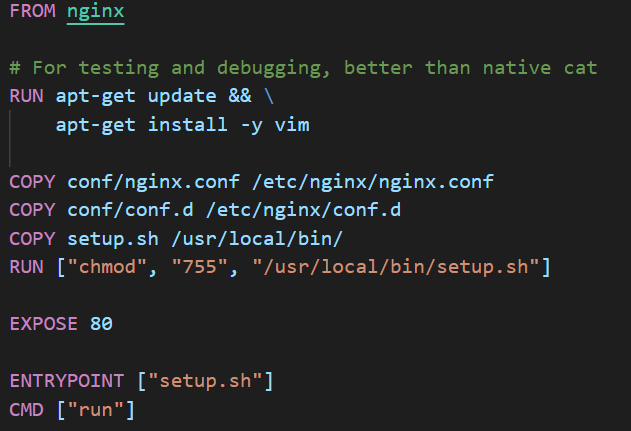 FROM nginx
# For testing and debugging, better than native cat
RUN apt-get update && \
    apt-get install -y vim
COPY conf/nginx.conf /etc/nginx/nginx.conf
COPY conf/conf.d /etc/nginx/conf.d
COPY setup.sh /usr/local/bin/
RUN ["chmod", "755", "/usr/local/bin/setup.sh"]
EXPOSE 80
ENTRYPOINT ["setup.sh"]
CMD ["run"]